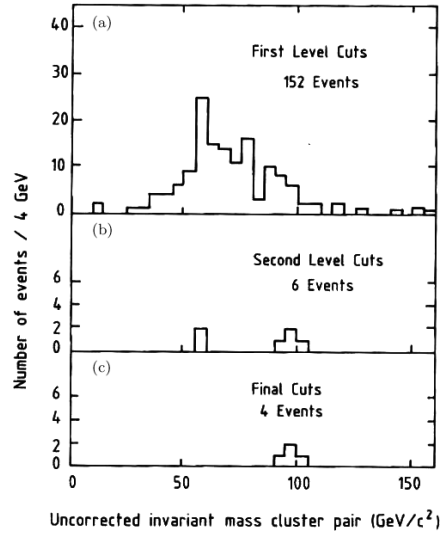 (a)
First Level Cuts
152 Events
40
30
20
10
0
(b)
Second Level Cuts
6 Events
6
4
2
0
(c)
Final Cuts
4 Events
6
4
2
0
0 50 100 150
Number of events / 4 GeV
Uncorrected invariant mass cluster pair (GeV/c²)